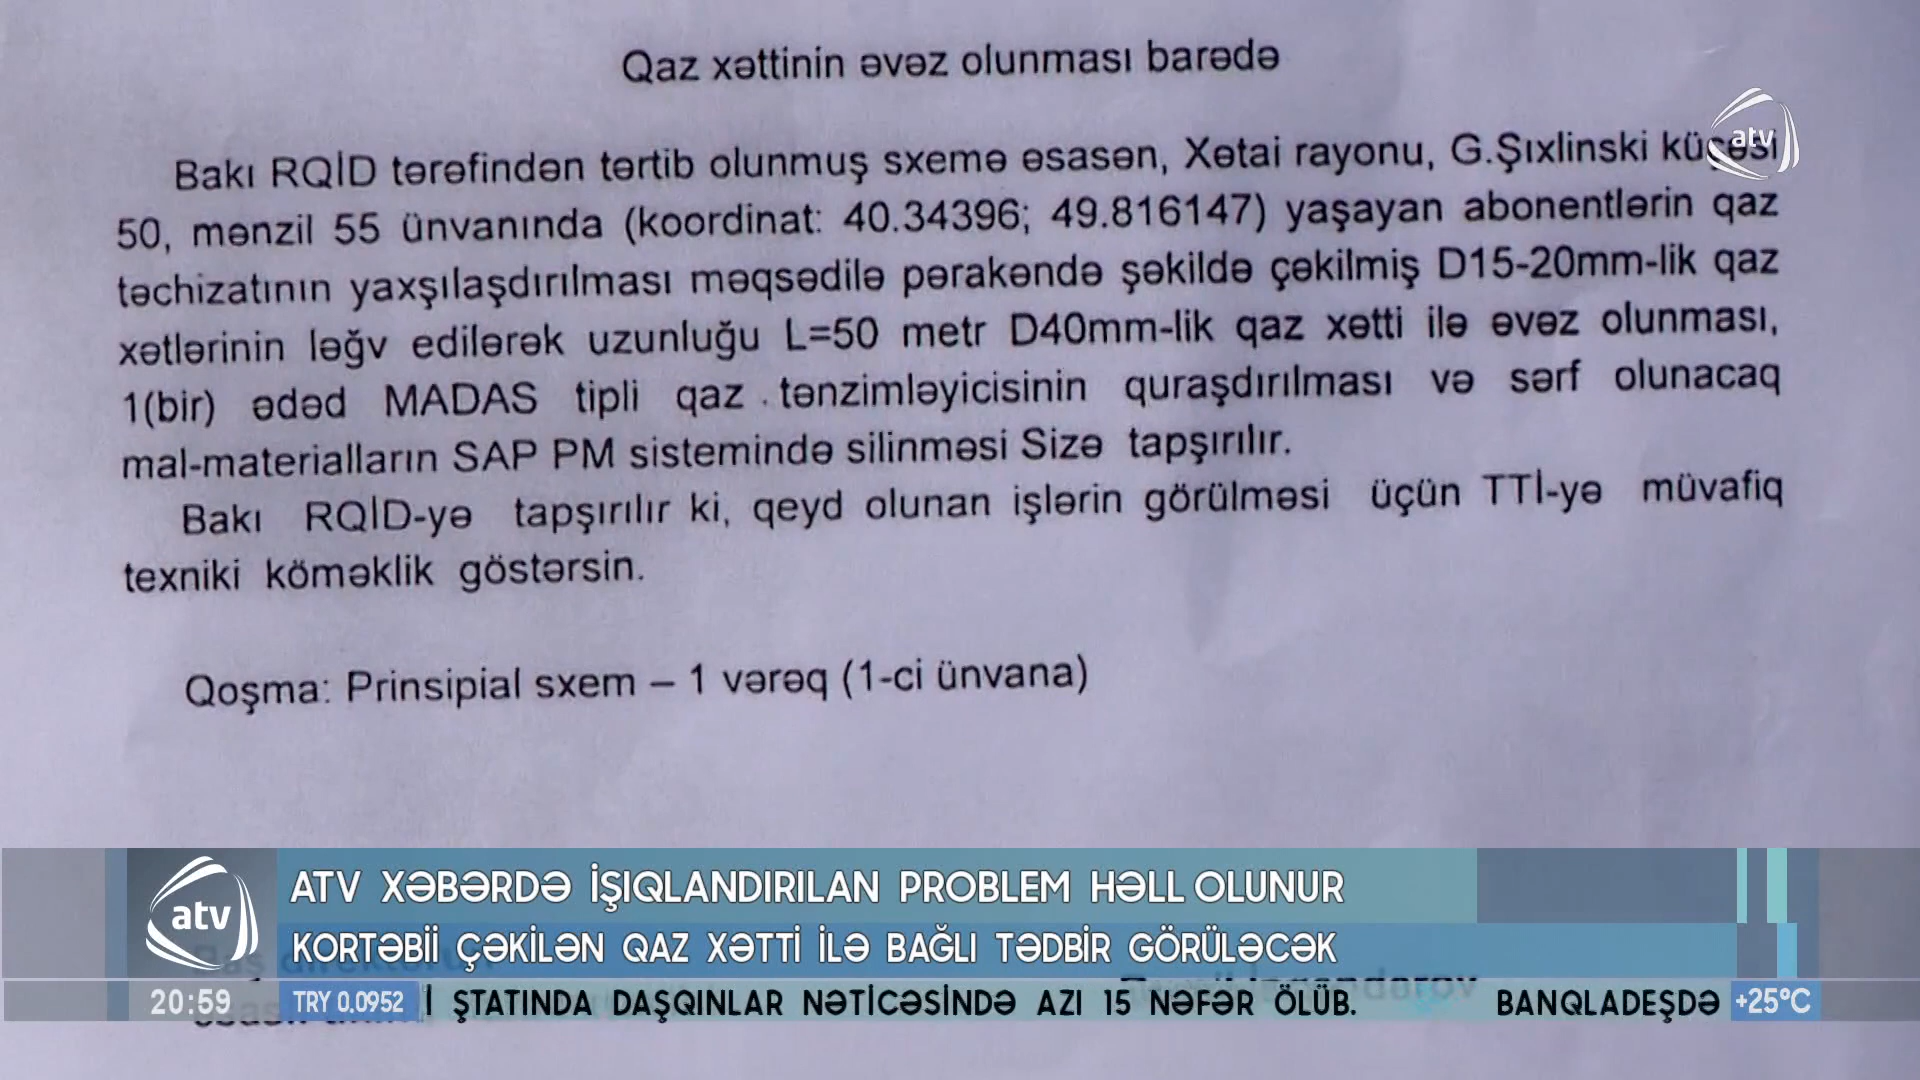 Qaz xəttinin əvəz olunması barədə
Bakı RQİD tərəfindən tərtib olunmuş sxemə əsasən, Xətai rayonu, G.Şıxlinski küçəsi
50, mənzil 55 ünvanında (koordinat: 40.34396; 49.816147) yaşayan abonentlərin qaz
təchizatının yaxşılaşdırılması məqsədilə pərakəndə şəkildə çəkilmiş D15-20mm-lik qaz
xətlərinin ləğv edilərək uzunluğu L=50 metr D40mm-lik qaz xətti ilə əvəz olunması,
1(bir) ədəd MADAS tipli qaz tənzimləyicisinin quraşdırılması və sərf olunacaq
mal-materialların SAP PM sistemində silinməsi Sizə tapşırılır.
Bakı RQİD-yə tapşırılır ki, qeyd olunan işlərin görülməsi üçün TTİ-yə müvafiq
texniki köməklik göstərsin.
Qoşma: Prinsipial sxem – 1 vərəq (1-ci ünvana)
atv
atv
ATV XƏBƏRDƏ İŞIQLANDIRILAN PROBLEM HƏLL OLUNUR
KORTƏBİİ ÇƏKİLƏN QAZ XƏTTİ İLƏ BAĞLI TƏDBİR GÖRÜLƏCƏK
20:59 TRY 0.0952 İ ŞTATINDA DAŞQINLAR NƏTİCƏSİNDƏ AZI 15 NƏFƏR ÖLÜB. BANQLADEŞDƏ +25°C